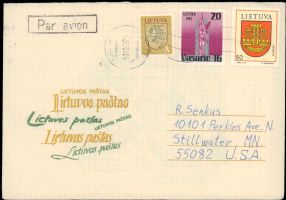 Par avion
LIETUVA
LIETUVA
20
Vasario 16
LIETUVA
LIETUVOS PAŠTAS
Lietuvos paštas
Lietuvos paštas
LIETUVOS PAŠTAS
Lietuvos paštas
Lietuvos paštas
R. Senkus
10101 Perkins Ave. N.
Stillwater, MN.
55082 U.S.A.